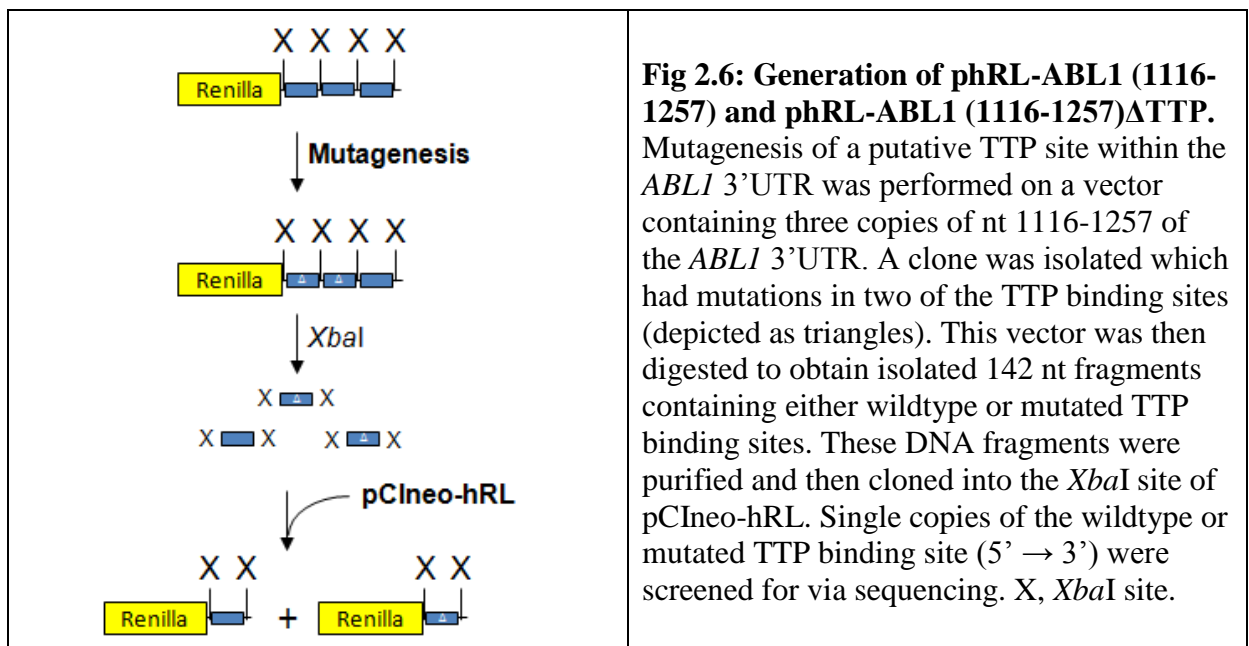 X X X X
Renilla
Mutagenesis
X X X X
Renilla Δ Δ
XbaI
X Δ X
X X X Δ X
pCIneo-hRL
X X X X
Renilla + Renilla Δ
Fig 2.6: Generation of phRL-ABL1 (1116-
1257) and phRL-ABL1 (1116-1257)ΔTTP.
Mutagenesis of a putative TTP site within the
ABL1 3’UTR was performed on a vector
containing three copies of nt 1116-1257 of
the ABL1 3’UTR. A clone was isolated which
had mutations in two of the TTP binding sites
(depicted as triangles). This vector was then
digested to obtain isolated 142 nt fragments
containing either wildtype or mutated TTP
binding sites. These DNA fragments were
purified and then cloned into the XbaI site of
pCIneo-hRL. Single copies of the wildtype or
mutated TTP binding site (5’ → 3’) were
screened for via sequencing. X, XbaI site.